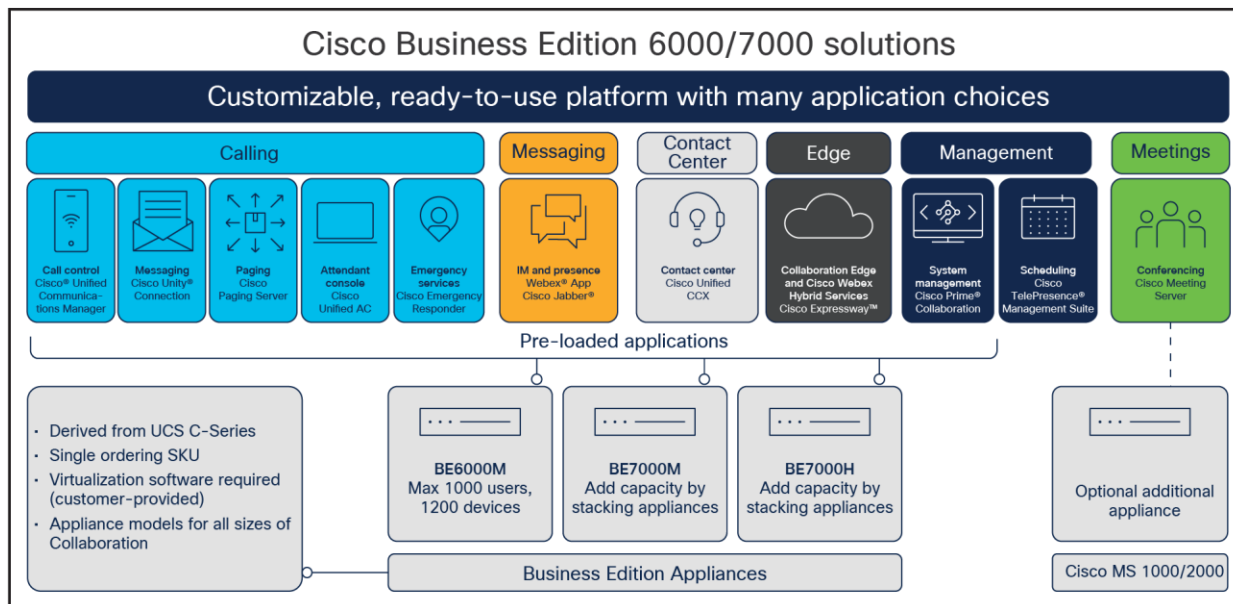 Cisco Business Edition 6000/7000 solutions
Customizable, ready-to-use platform with many application choices
Calling
Messaging
Contact
Center
Edge
Management
Meetings
Call control
Cisco® Unified
Communica-
tions Manager
Messaging
Cisco Unity®
Connection
Paging
Cisco
Paging Server
Attendant
console
Cisco
Unified AC
Emergency
services
Cisco Emergency
Responder
IM and presence
Webex® App
Cisco Jabber®
Contact center
Cisco Unified
CCX
Collaboration Edge
and Cisco Webex
Hybrid Services
Cisco Expressway™
System
management
Cisco Prime®
Collaboration
Scheduling
Cisco
TelePresence®
Management Suite
Conferencing
Cisco Meeting
Server
Pre-loaded applications
· Derived from UCS C-Series
· Single ordering SKU
· Virtualization software required
(customer-provided)
· Appliance models for all sizes of
Collaboration
BE6000M
Max 1000 users,
1200 devices
BE7000M
Add capacity by
stacking appliances
BE7000H
Add capacity by
stacking appliances
Optional additional
appliance
Business Edition Appliances
Cisco MS 1000/2000